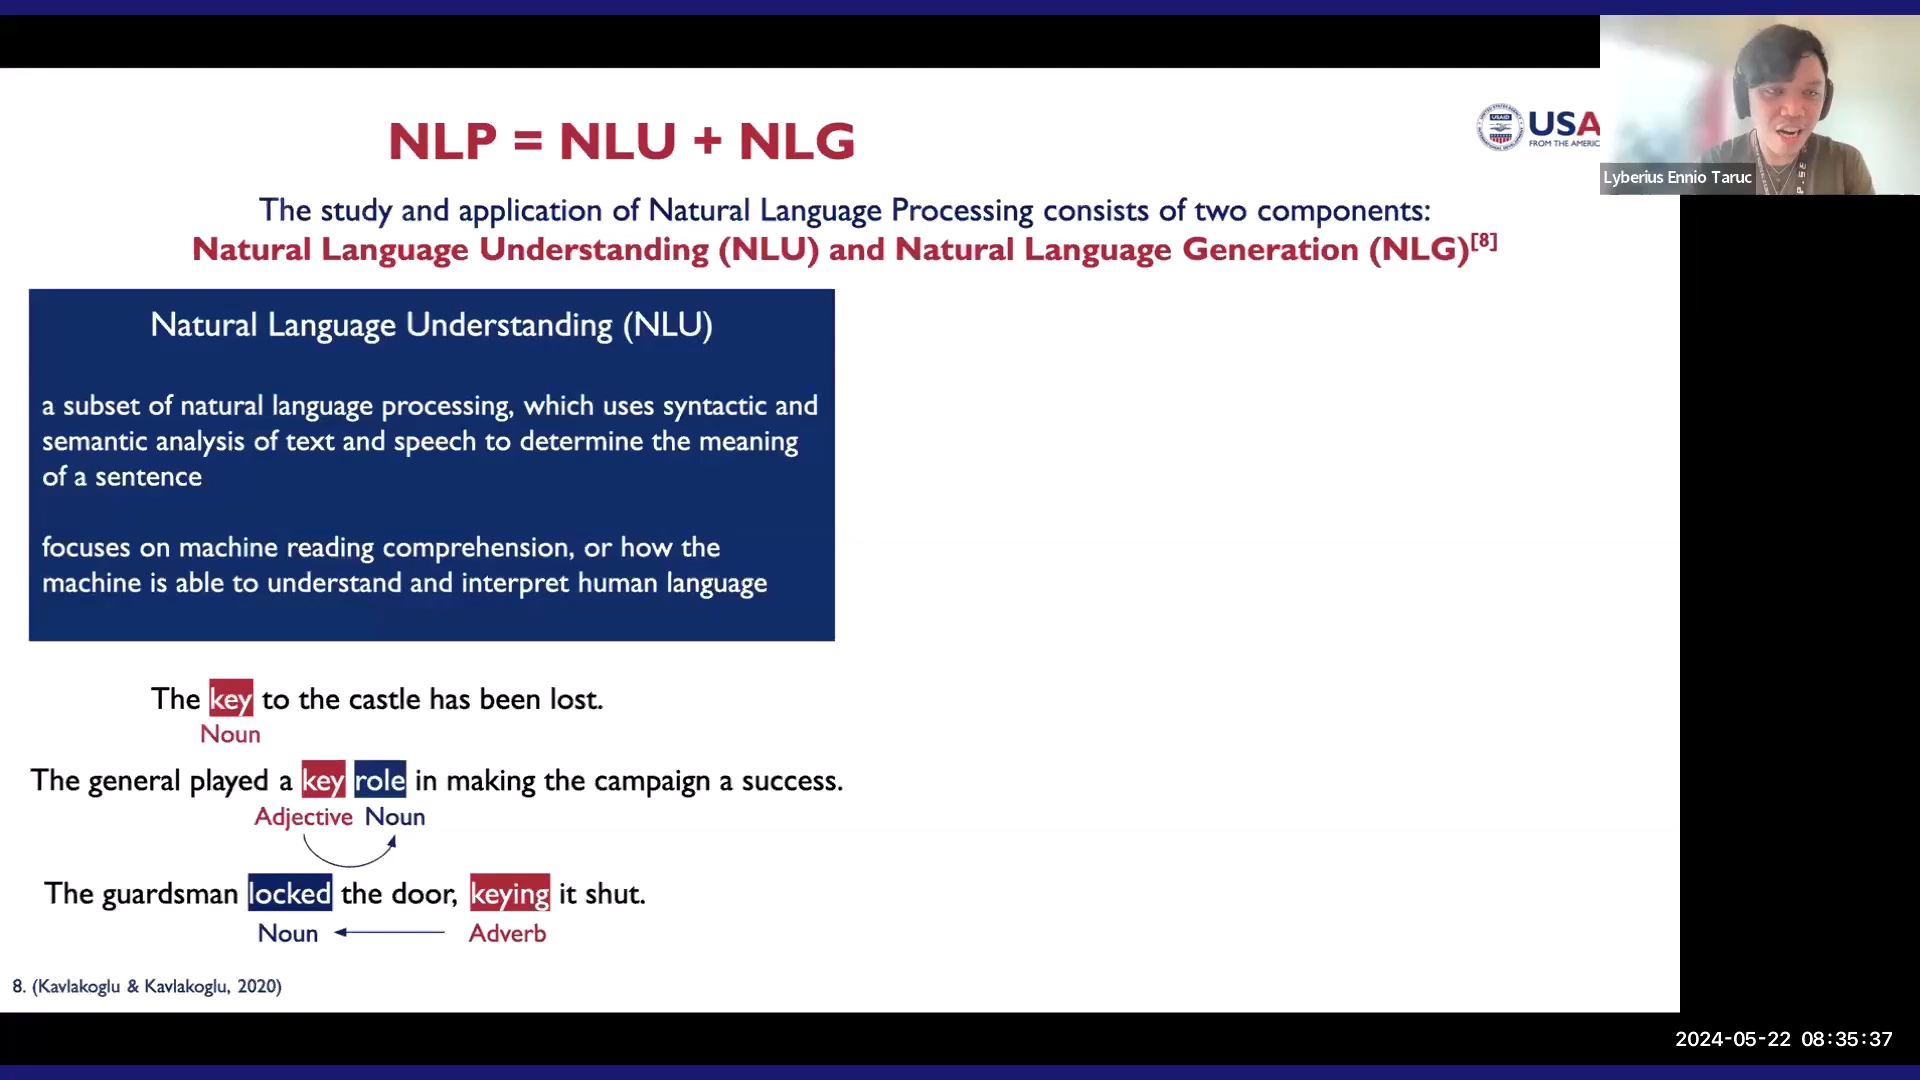 NLP = NLU + NLG
USA
FROM THE AMERIC
Lyberius Ennio Taruc
The study and application of Natural Language Processing consists of two components:
Natural Language Understanding (NLU) and Natural Language Generation (NLG)[8]
Natural Language Understanding (NLU)
a subset of natural language processing, which uses syntactic and
semantic analysis of text and speech to determine the meaning
of a sentence
focuses on machine reading comprehension, or how the
machine is able to understand and interpret human language
The key to the castle has been lost.
Noun
The general played a key role in making the campaign a success.
Adjective Noun
The guardsman locked the door, keying it shut.
Noun Adverb
8. (Kavlakoglu & Kavlakoglu, 2020)
2024-05-22 08:35:37